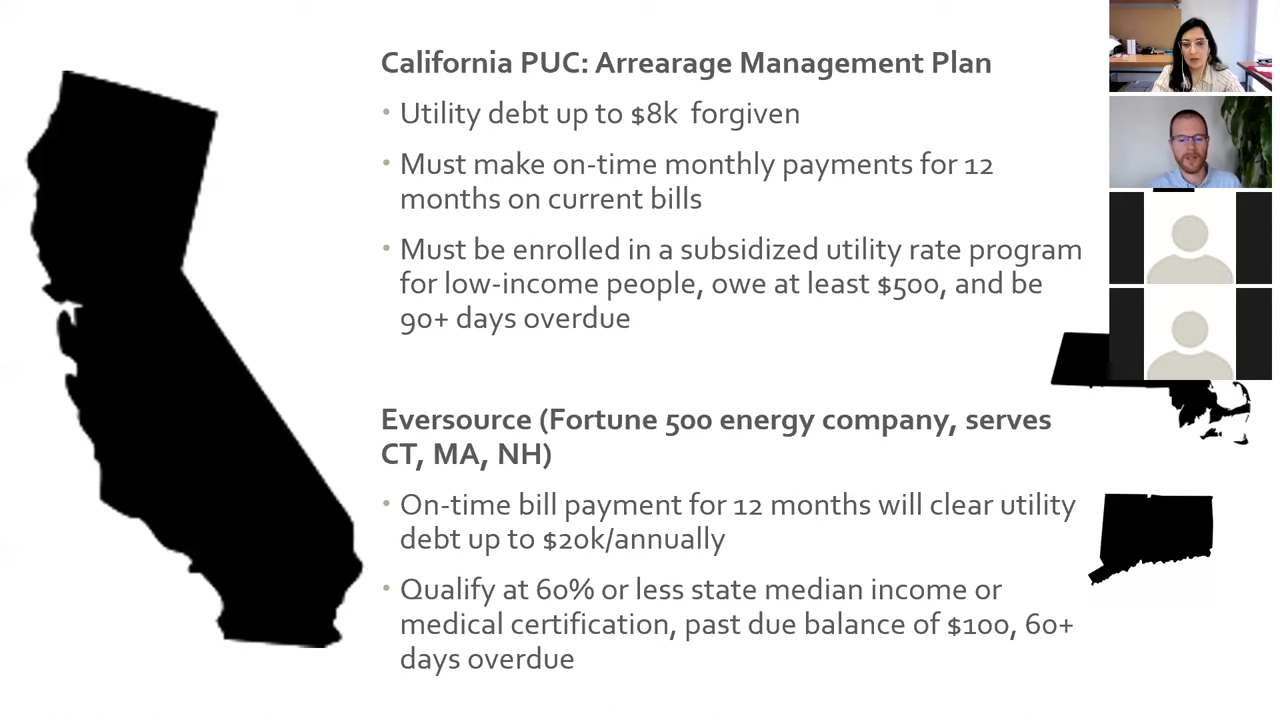 California PUC: Arrearage Management Plan
• Utility debt up to $8k forgiven
• Must make on-time monthly payments for 12
months on current bills
• Must be enrolled in a subsidized utility rate program
for low-income people, owe at least $500, and be
90+ days overdue
Eversource (Fortune 500 energy company, serves
CT, MA, NH)
• On-time bill payment for 12 months will clear utility
debt up to $20k/annually
• Qualify at 60% or less state median income or
medical certification, past due balance of $100, 60+
days overdue